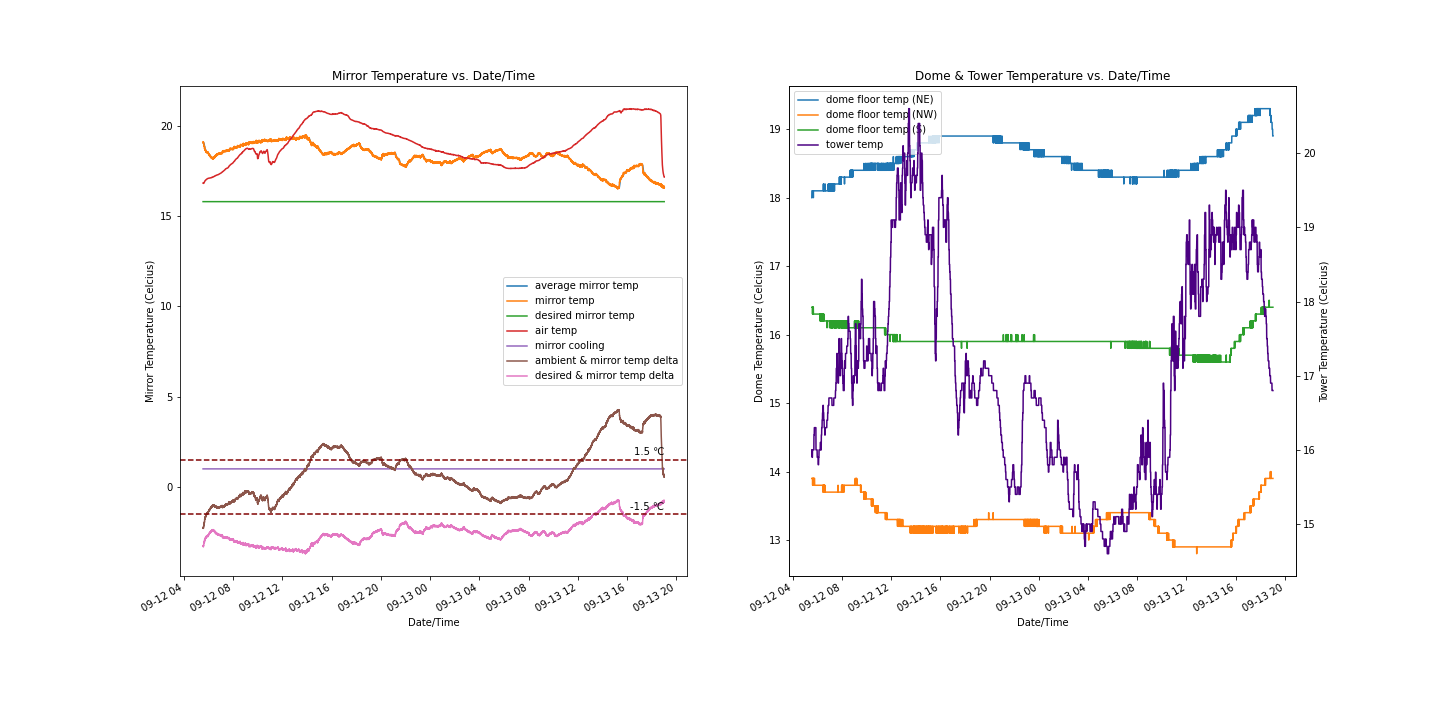 Mirror Temperature vs. Date/Time
Mirror Temperature (Celcius)
20
15
10
5
0
average mirror temp
mirror temp
desired mirror temp
air temp
mirror cooling
ambient & mirror temp delta
desired & mirror temp delta
1.5 °C
-1.5 °C
09-12 04
09-12 08
09-12 12
09-12 16
09-12 20
09-13 00
09-13 04
09-13 08
09-13 12
09-13 16
09-13 20
Date/Time
Dome & Tower Temperature vs. Date/Time
Dome Temperature (Celcius)
19
18
17
16
15
14
13
dome floor temp (NE)
dome floor temp (NW)
dome floor temp (S)
tower temp
20
19
18
17
16
15
Tower Temperature (Celcius)
09-12 04
09-12 08
09-12 12
09-12 16
09-12 20
09-13 00
09-13 04
09-13 08
09-13 12
09-13 16
09-13 20
Date/Time